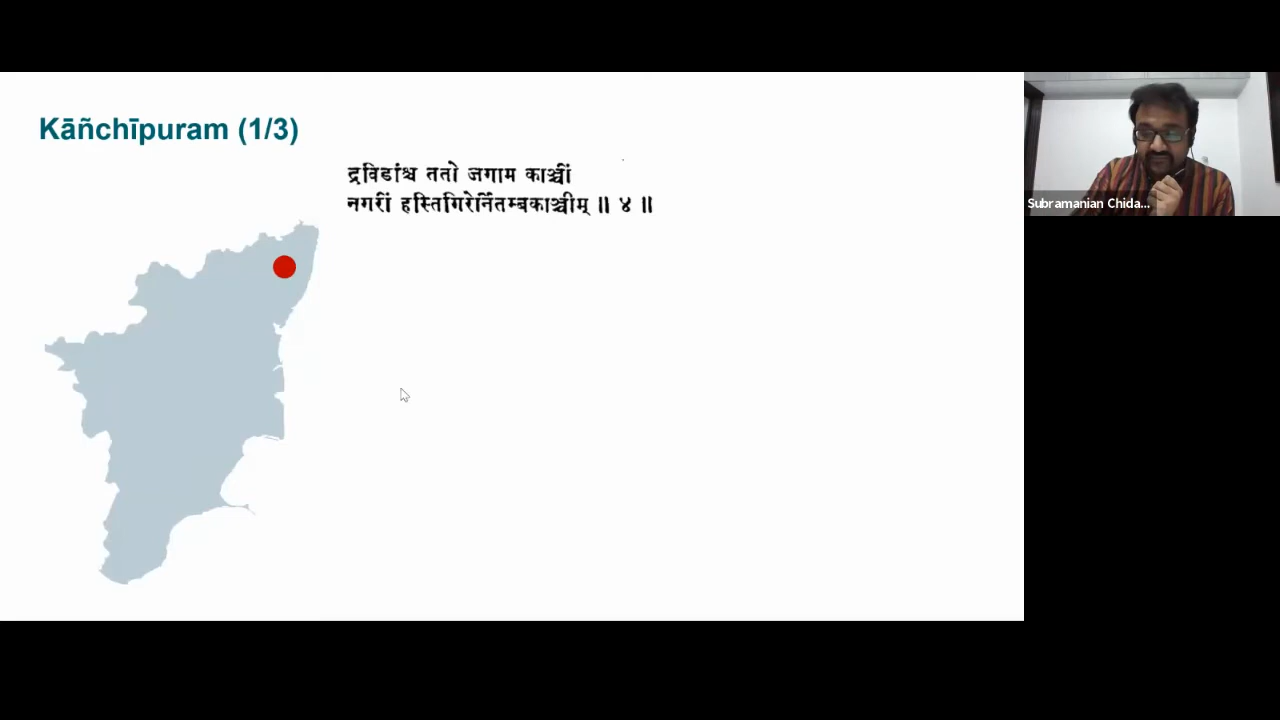 Kāñchīpuram (1/3)
द्रविडांश्च ततो जगाम काञ्चीं
नगरीं हस्तिगिरेर्नितम्बकाञ्चीम् ॥ ४ ॥
Subramanian Chida...